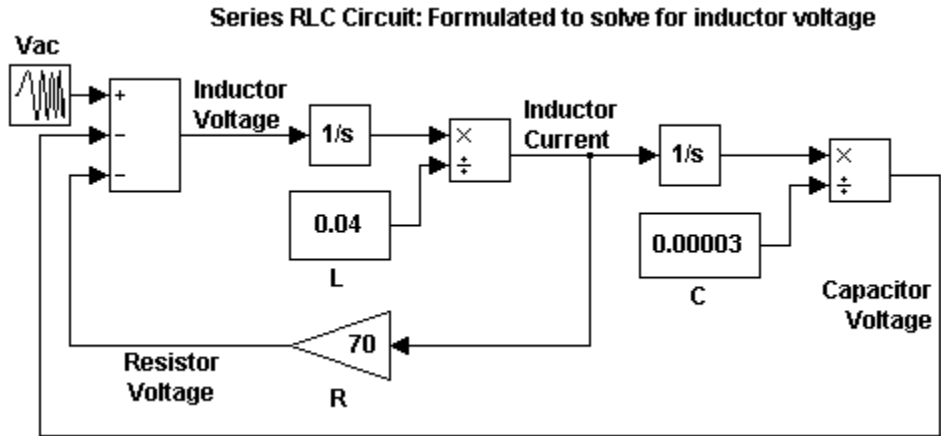 Series RLC Circuit: Formulated to solve for inductor voltage
Vac
+
−
−
Inductor
Voltage
1/s
×
÷
Inductor
Current
1/s
×
÷
0.04
L
0.00003
C
Capacitor
Voltage
70
R
Resistor
Voltage